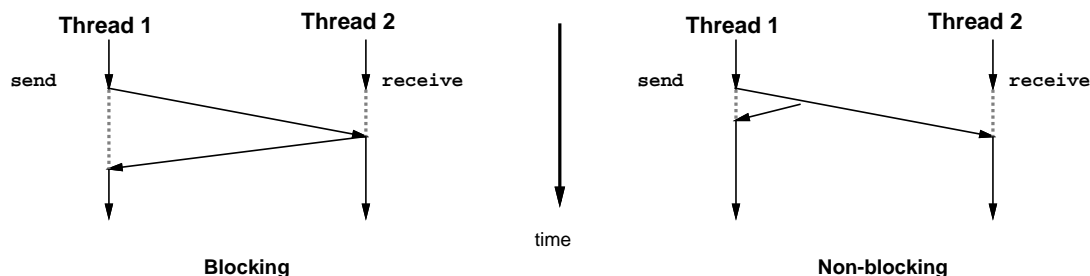 Thread 1
Thread 2
send
receive
Blocking
time
Thread 1
Thread 2
send
receive
Non-blocking